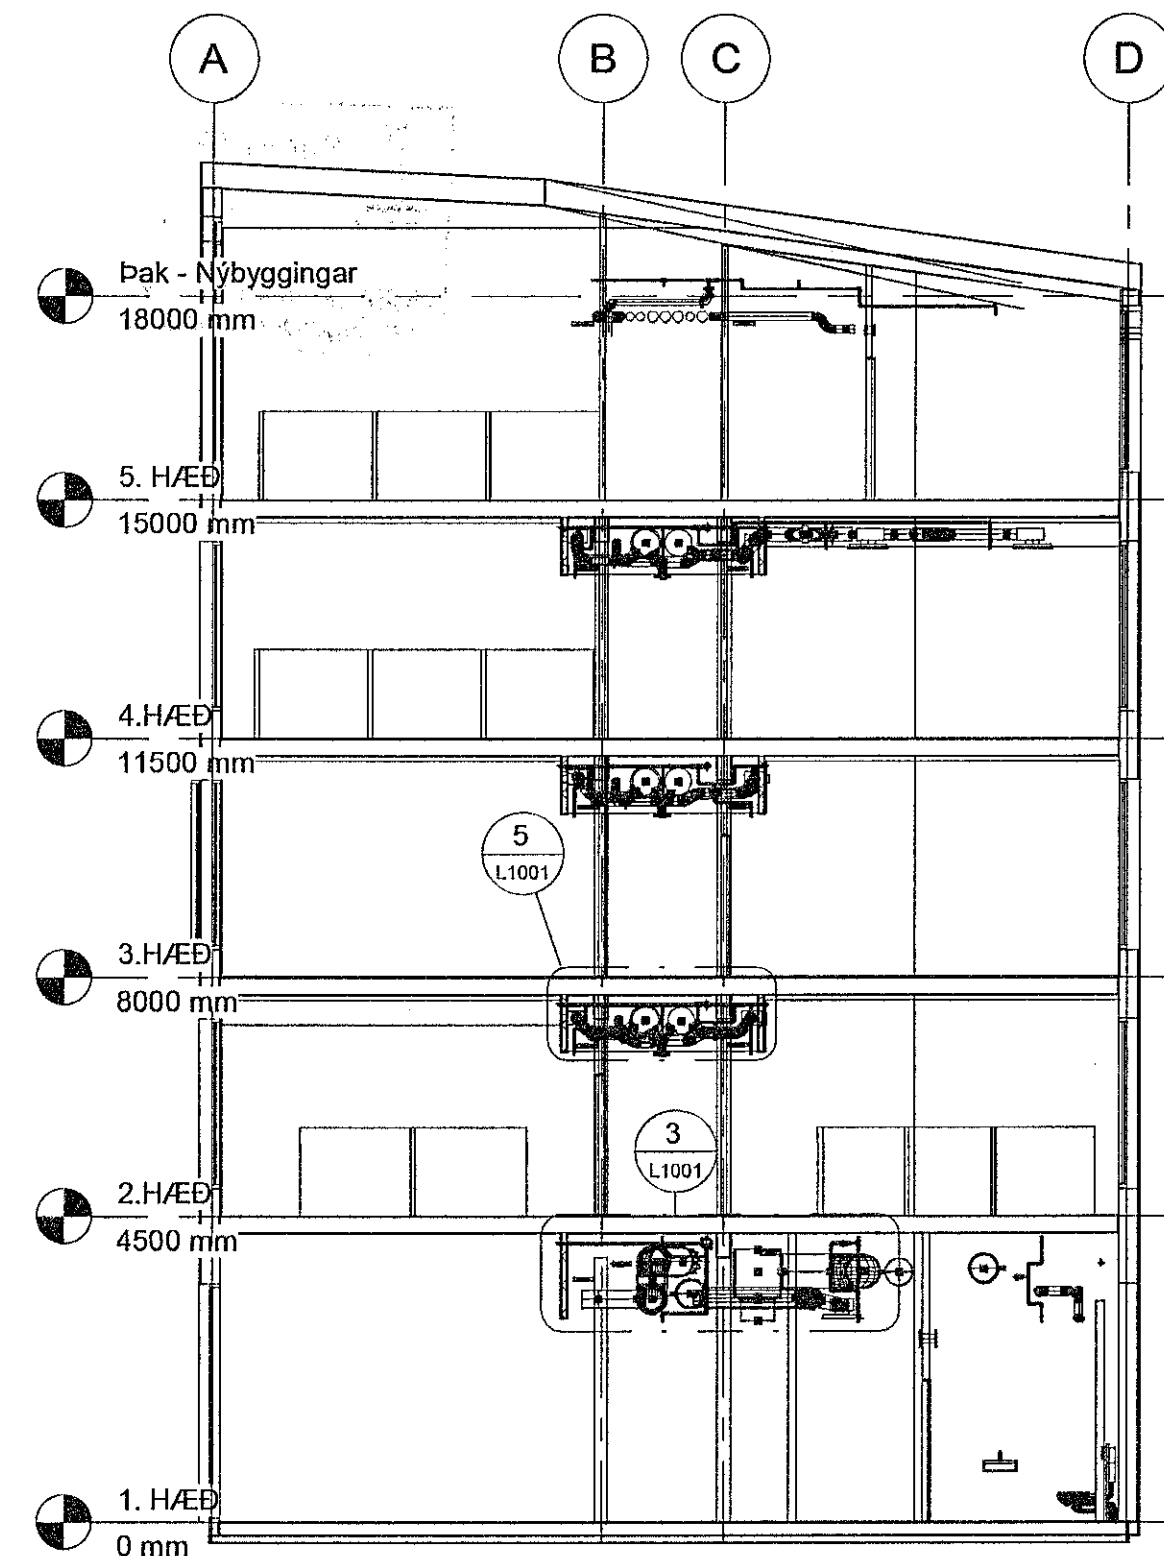 A B C D
Þak - Nýbyggingar
18000 mm
5. HÆÐ
15000 mm
4.HÆÐ
11500 mm
5
L1001
3.HÆÐ
8000 mm
3
L1001
2.HÆÐ
4500 mm
1. HÆÐ
0 mm